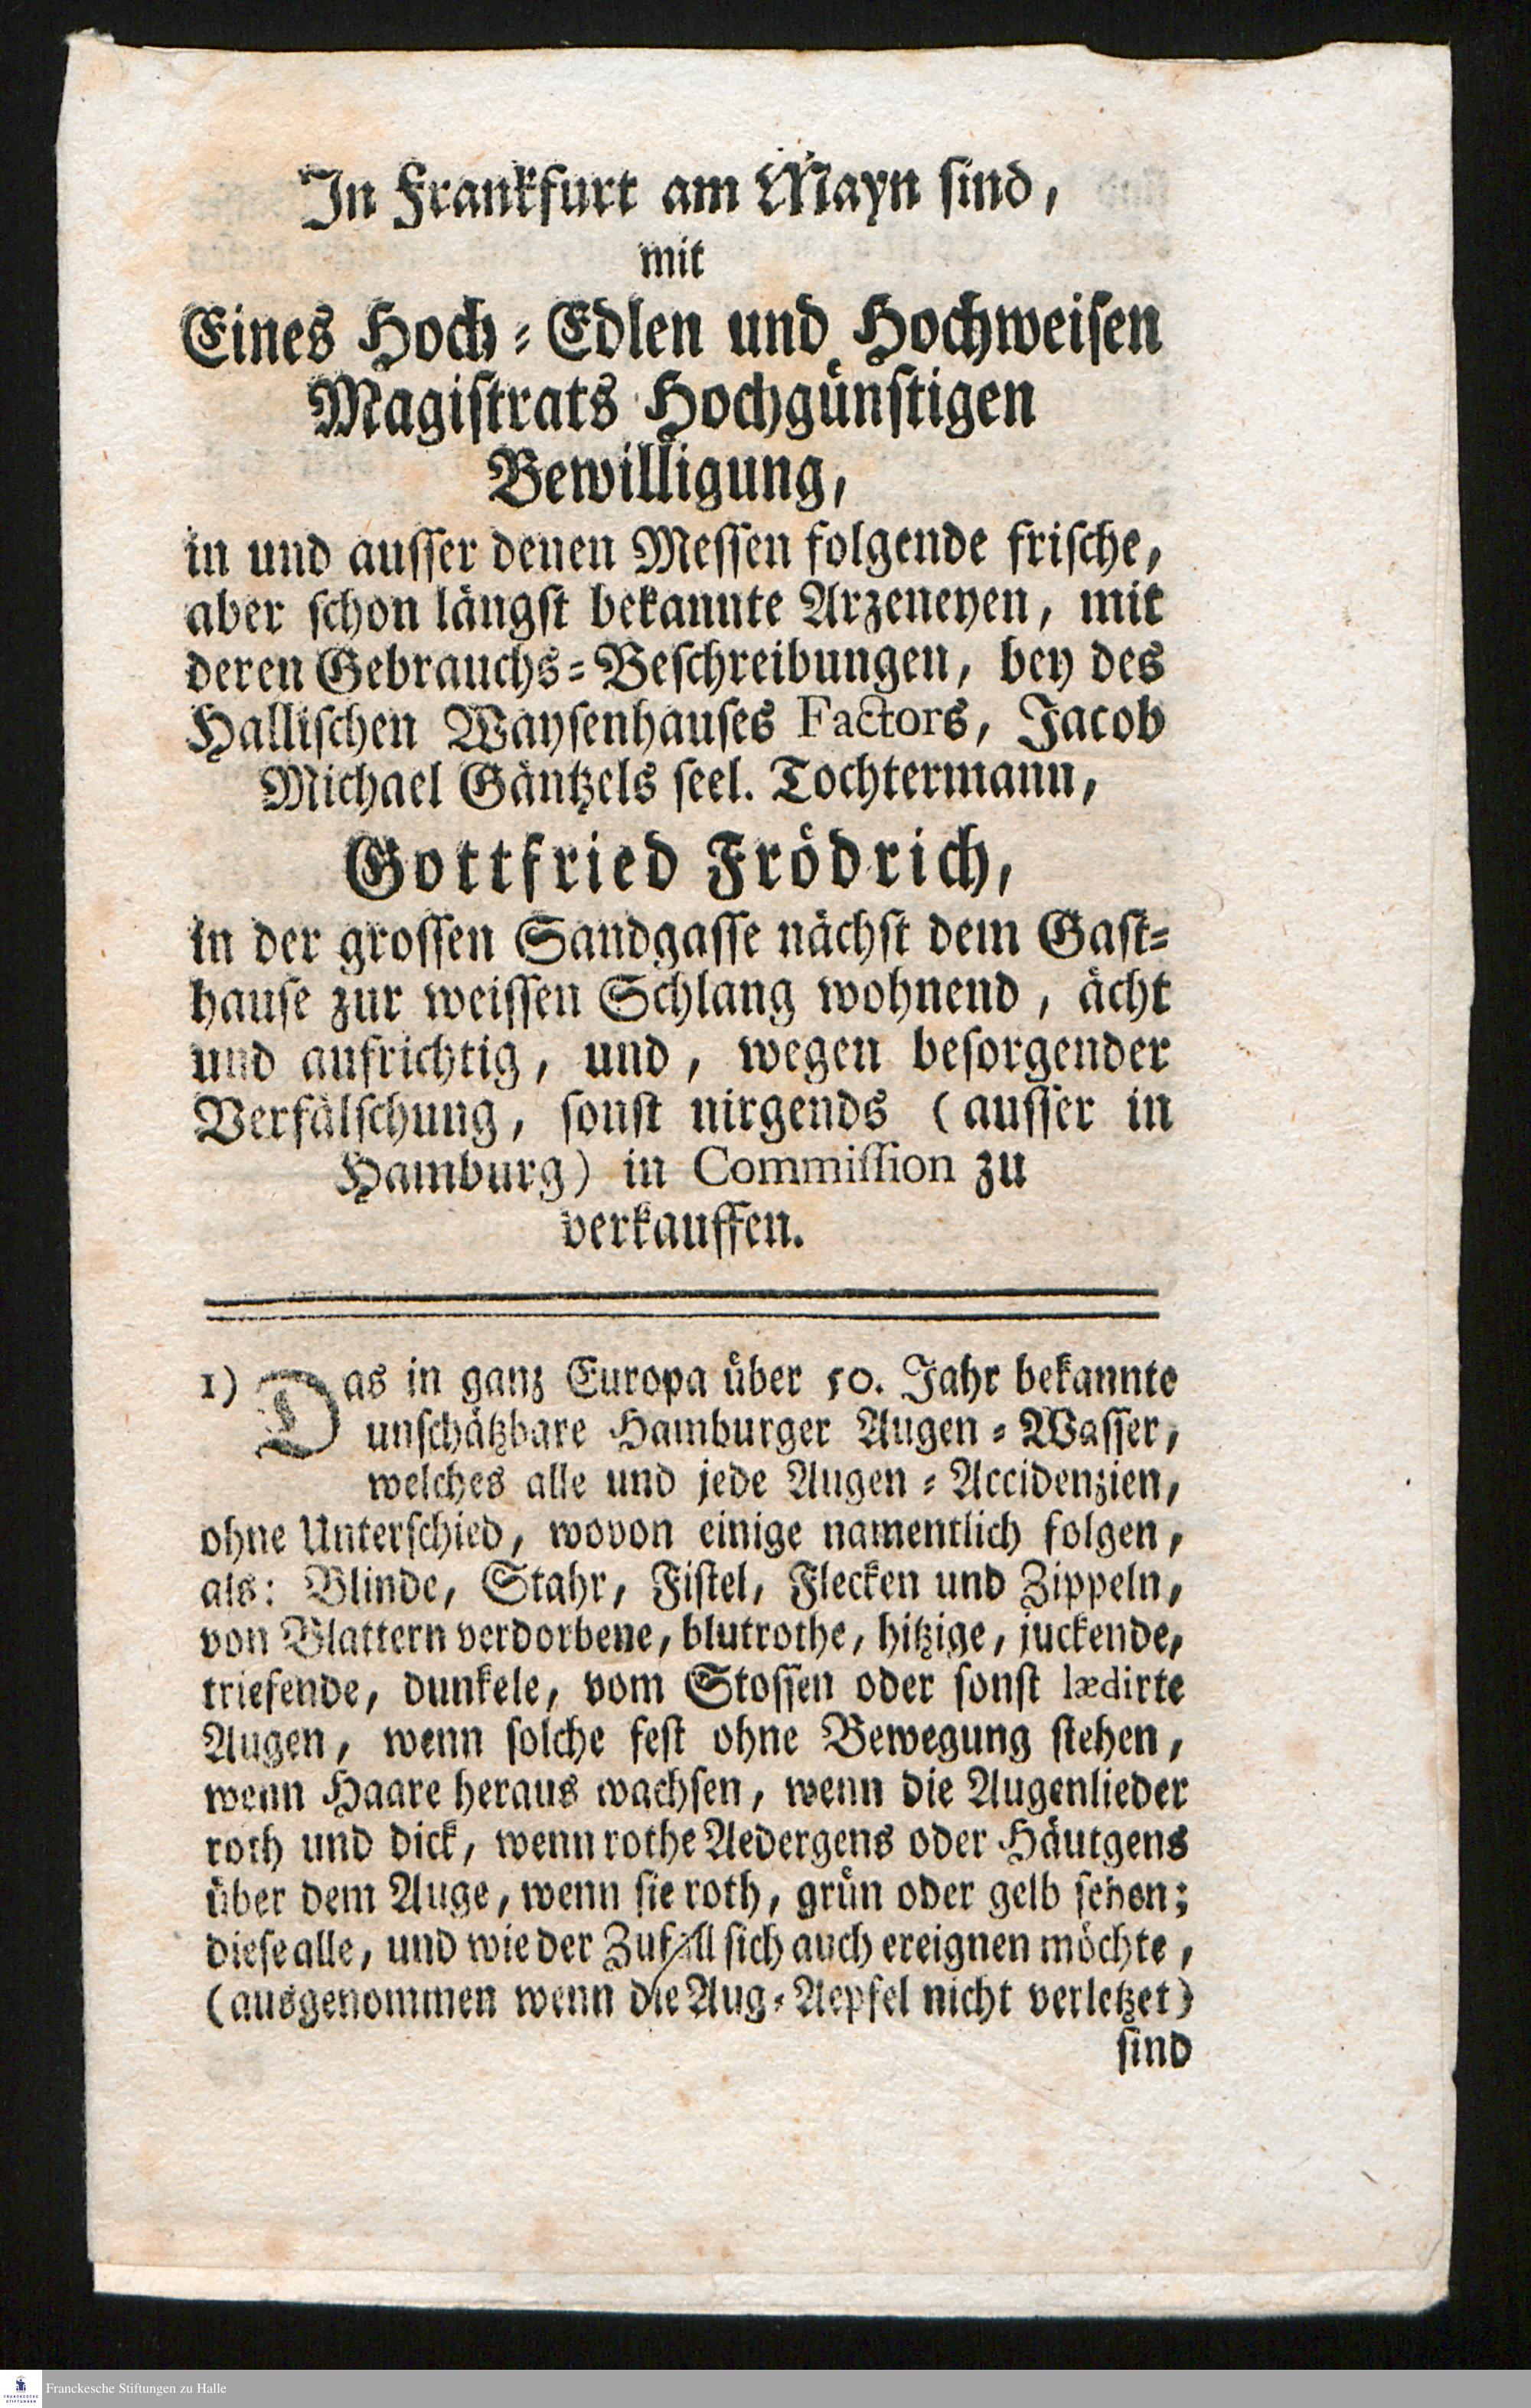 In Frankfurt am Mayn sind,
mit
Eines Hoch-Edlen und Hochweisen
Magistrats Hochgünstigen
Bewilligung,
in und ausser denen Messen folgende frische,
aber schon längst bekannte Arzeneyen, mit
deren Gebrauchs-Beschreibungen, bey des
Hallischen Waysenhauses Factors, Jacob
Michael Gäntzels seel. Tochtermann,
Gottfried Frödrich,
in der grossen Sandgasse nächst dem Gast-
hause zur weissen Schlang wohnend, ächt
und aufrichtig, und, wegen besorgender
Verfälschung, sonst nirgends (ausser in
Hamburg) in Commission zu
verkauffen.
1) Das in ganz Europa über 50. Jahr bekannte
unschätzbare Hamburger Augen-Wasser,
welches alle und jede Augen-Accidenzien,
ohne Unterschied, wovon einige namentlich folgen,
als: Blinde, Stahr, Fistel, Flecken und Zippeln,
von Blattern verdorbene, blutrothe, hitzige, juckende,
triefende, dunkele, vom Stossen oder sonst lædirte
Augen, wenn solche fest ohne Bewegung stehen,
wenn Haare heraus wachsen, wenn die Augenlieder
roth und dick, wenn rothe Aedergens oder Häutgens
über dem Auge, wenn sie roth, grün oder gelb sehen;
diese alle, und wie der Zufall sich auch ereignen möchte,
(ausgenommen wenn die Aug-Aepfel nicht verletzet)
sind
FRANCKESCHE
STIFTUNGEN
Franckesche Stiftungen zu Halle